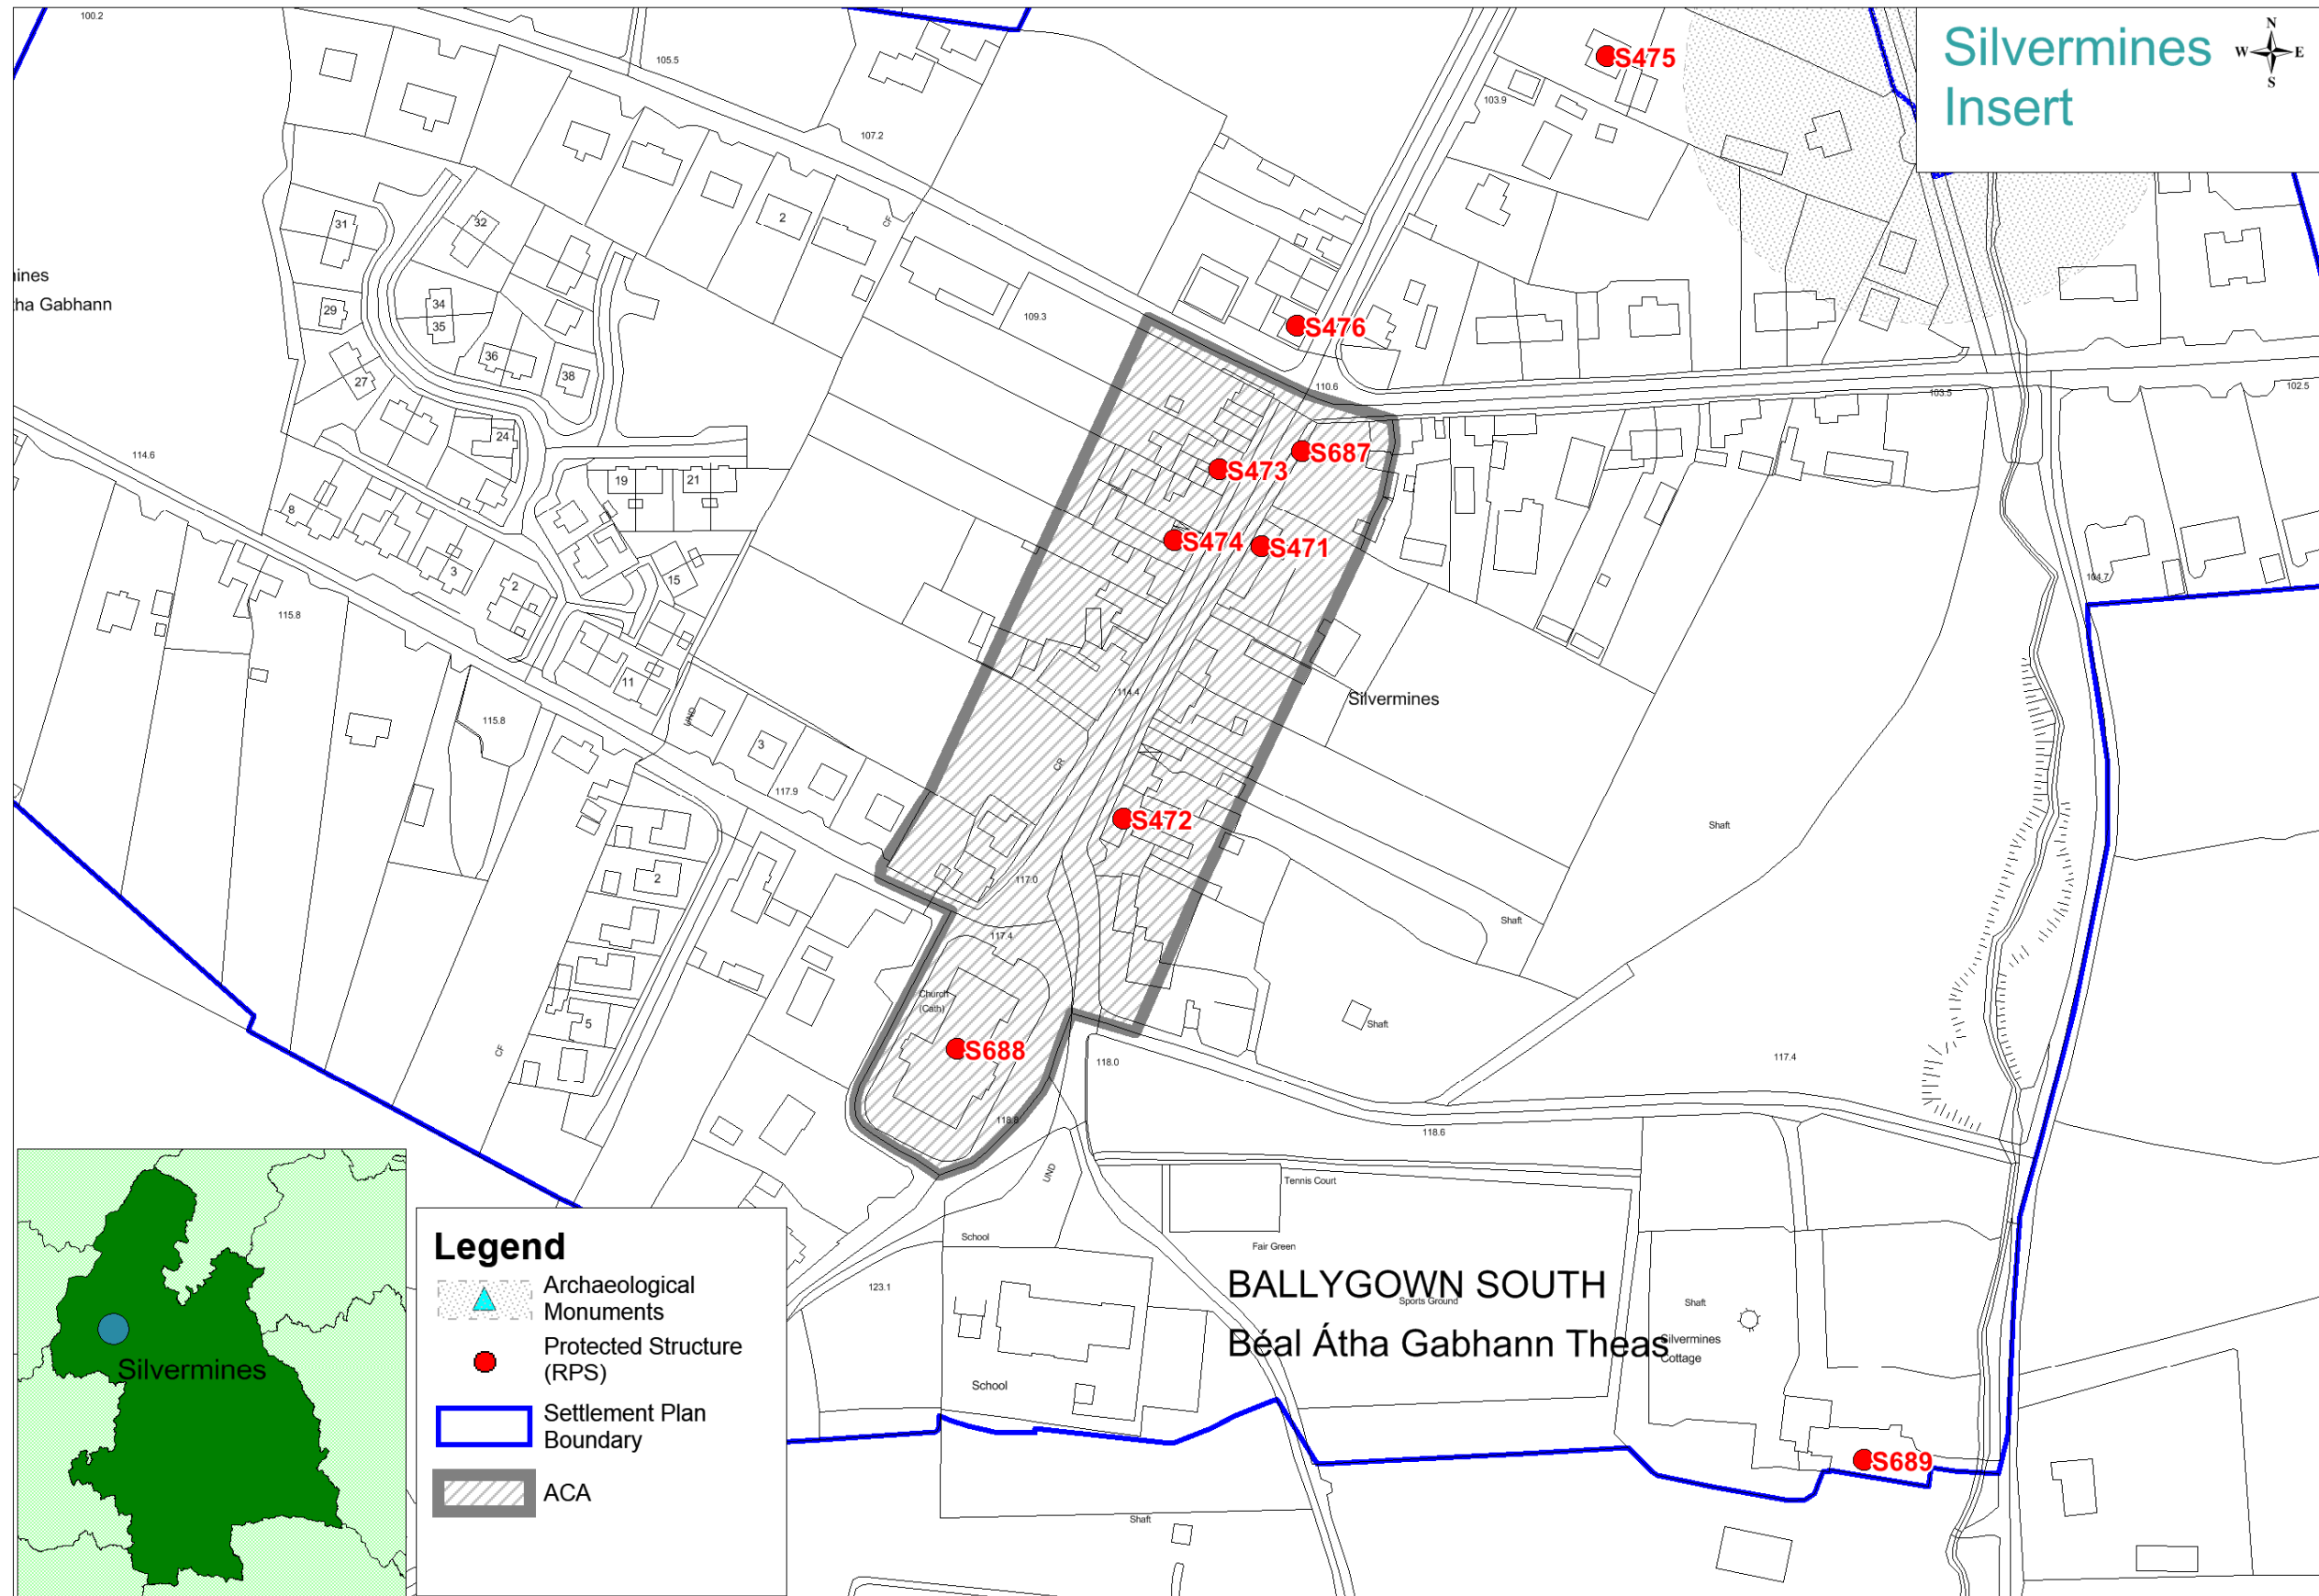 Silvermines
Insert
N
W
E
S
100.2
105.5
107.2
S475
103.9
31
32
2
CF
ines
tha Gabhann
29
34
35
109.3
S476
36
38
27
110.6
102.5
103.5
24
114.6
S687
S473
19
21
8
S474
S471
3
2
15
104.7
115.8
11
114.4
Silvermines
115.8
UND
3
CR
117.9
S472
Shaft
2
117.0
Shaft
117.4
Church
(Cath)
5
Shaft
CF
S688
118.0
117.4
118.8
118.6
UND
Tennis Court
School
Fair Green
123.1
BALLYGOWN SOUTH
Sports Ground
Shaft
Béal Átha Gabhann Theas
Silvermines
Cottage
School
S689
Shaft
Silvermines
Legend
Archaeological
Monuments
Protected Structure
(RPS)
Settlement Plan
Boundary
ACA